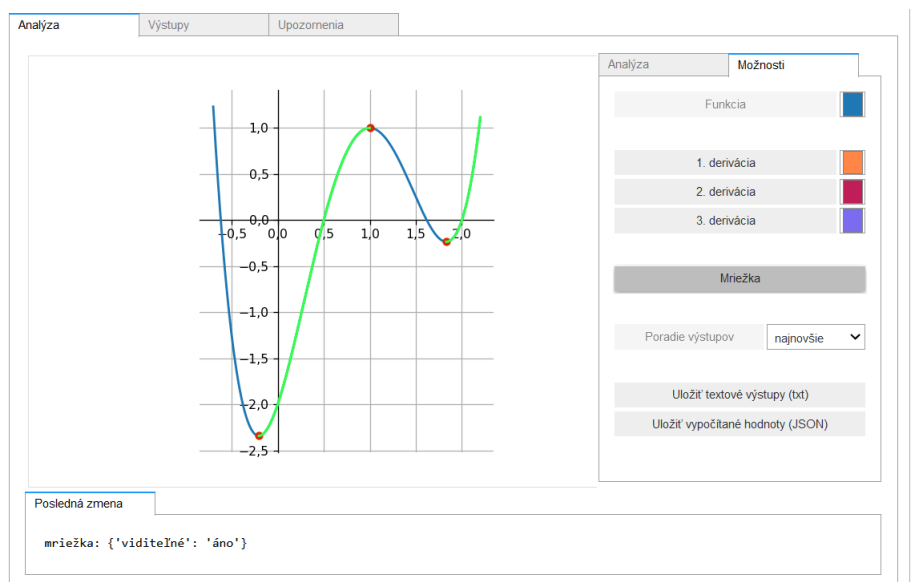 Analýza
Výstupy
Upozornenia
1,0
0,5
0,0
−0,5
−1,0
−1,5
−2,0
−2,5
−0,5 0,0 0,5 1,0 1,5 2,0
Analýza
Možnosti
Funkcia
1. derivácia
2. derivácia
3. derivácia
Mriežka
Poradie výstupov
najnovšie
Uložiť textové výstupy (txt)
Uložiť vypočítané hodnoty (JSON)
Posledná zmena
mriežka: {'viditeľné': 'áno'}